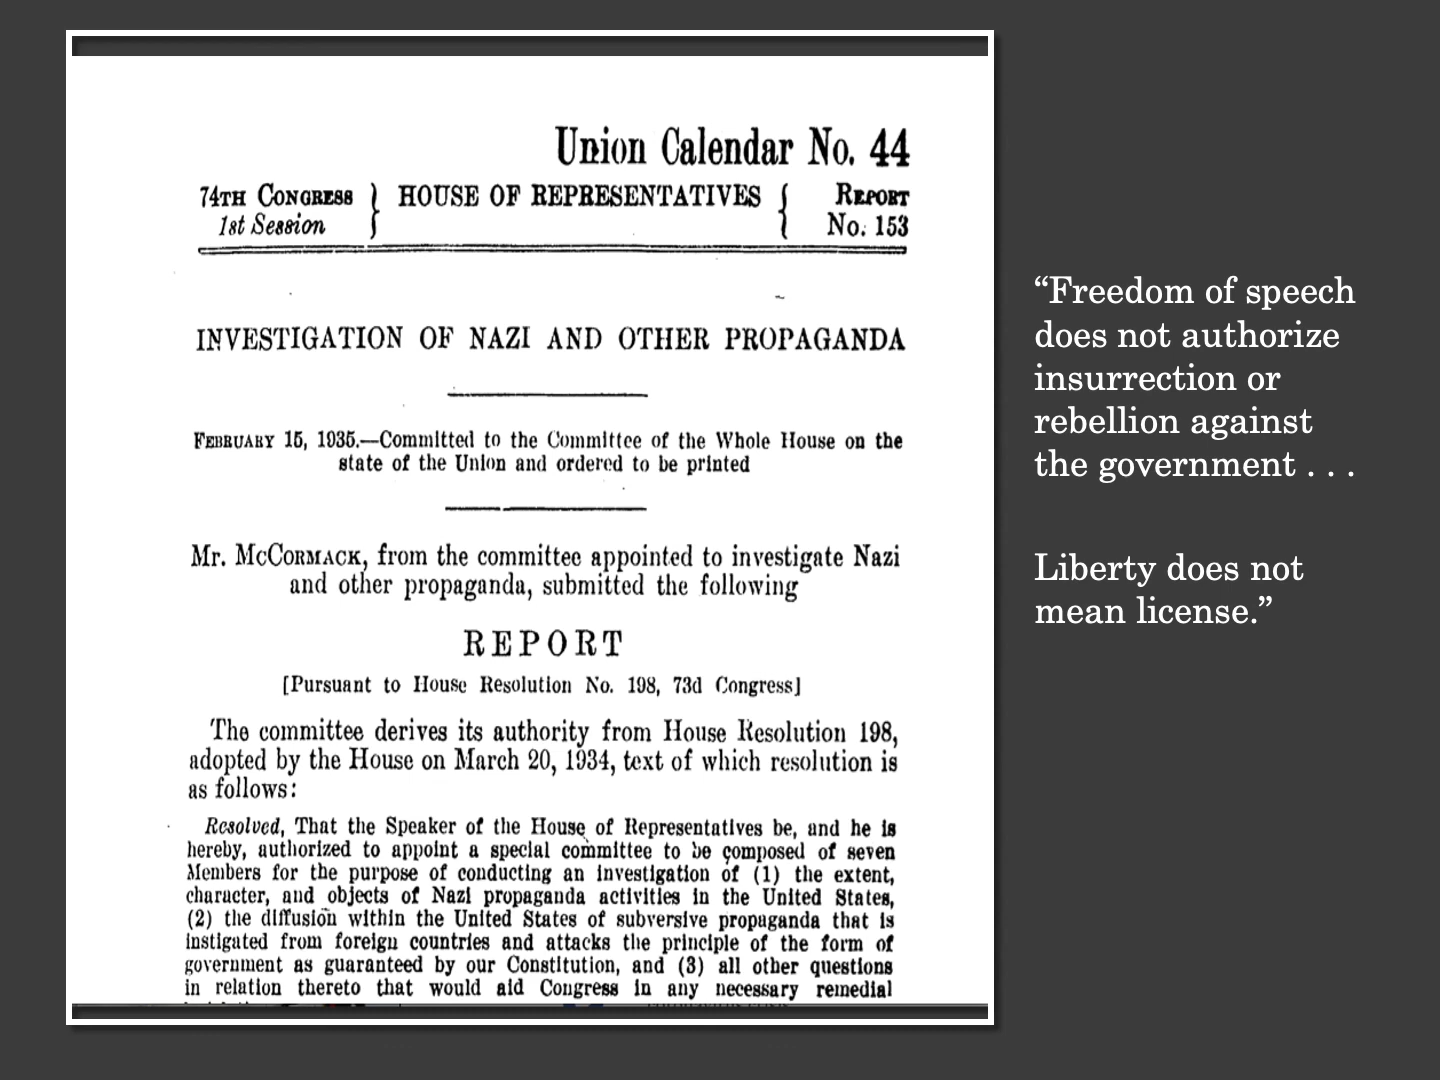 Union Calendar No. 44
74TH CONGRESS } HOUSE OF REPRESENTATIVES { REPORT
1st Session No. 153
INVESTIGATION OF NAZI AND OTHER PROPAGANDA
FEBRUARY 15, 1935.—Committed to the Committee of the Whole House on the
state of the Union and ordered to be printed
Mr. MCCORMACK, from the committee appointed to investigate Nazi
and other propaganda, submitted the following
REPORT
[Pursuant to House Resolution No. 198, 73d Congress]
The committee derives its authority from House Resolution 198,
adopted by the House on March 20, 1934, text of which resolution is
as follows:
Resolved, That the Speaker of the House of Representatives be, and he is
hereby, authorized to appoint a special committee to be composed of seven
Members for the purpose of conducting an investigation of (1) the extent,
character, and objects of Nazi propaganda activities in the United States,
(2) the diffusion within the United States of subversive propaganda that is
instigated from foreign countries and attacks the principle of the form of
government as guaranteed by our Constitution, and (3) all other questions
in relation thereto that would aid Congress in any necessary remedial
“Freedom of speech
does not authorize
insurrection or
rebellion against
the government . . .
Liberty does not
mean license.”